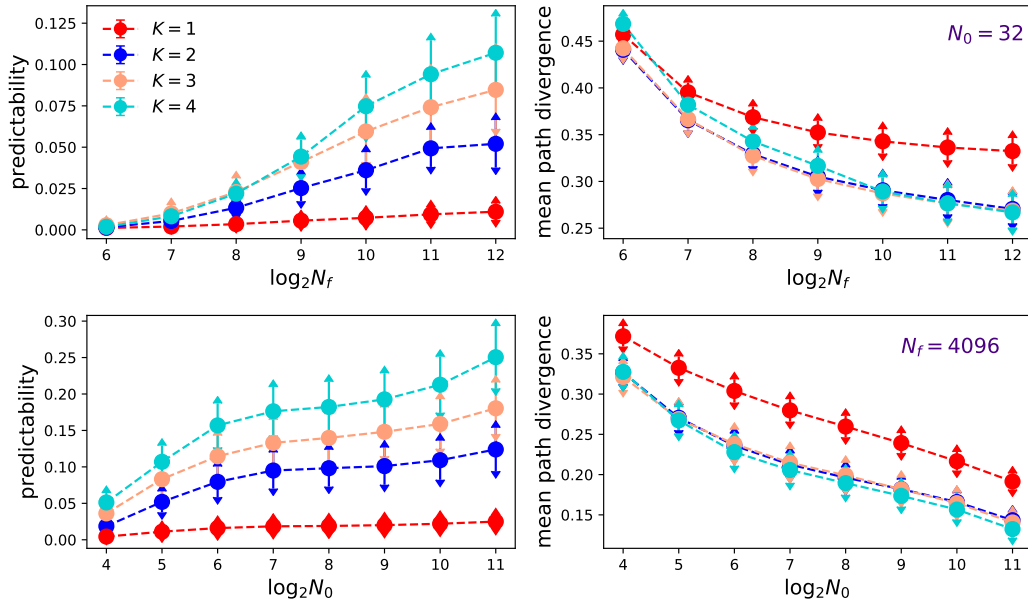 0.125
0.100
0.075
0.050
0.025
0.000
predictability
K = 1
K = 2
K = 3
K = 4
6 7 8 9 10 11 12
log₂N_f
0.45
0.40
0.35
0.30
0.25
mean path divergence
N₀ = 32
6 7 8 9 10 11 12
log₂N_f
0.30
0.25
0.20
0.15
0.10
0.05
0.00
predictability
4 5 6 7 8 9 10 11
log₂N₀
0.35
0.30
0.25
0.20
0.15
mean path divergence
N_f = 4096
4 5 6 7 8 9 10 11
log₂N₀